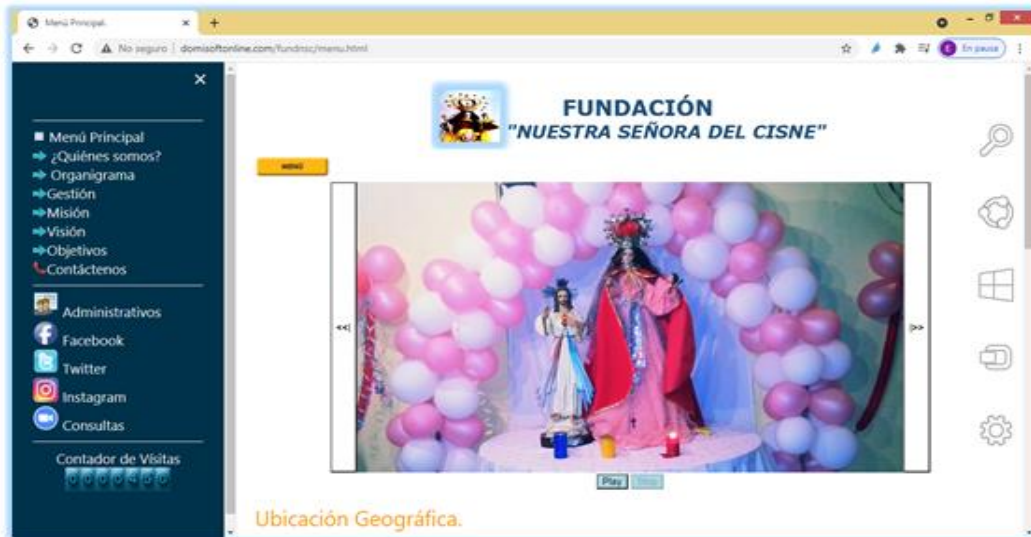 Menú Principal
No seguro | domisoftonline.com/fundnsc/menu.html
En pausa
Menú Principal
¿Quiénes somos?
Organigrama
Gestión
Misión
Visión
Objetivos
Contáctenos
Administrativos
Facebook
Twitter
Instagram
Consultas
Contador de Visitas
FUNDACIÓN
"NUESTRA SEÑORA DEL CISNE"
MENÚ
<<|
|>>
Play
Ubicación Geográfica.